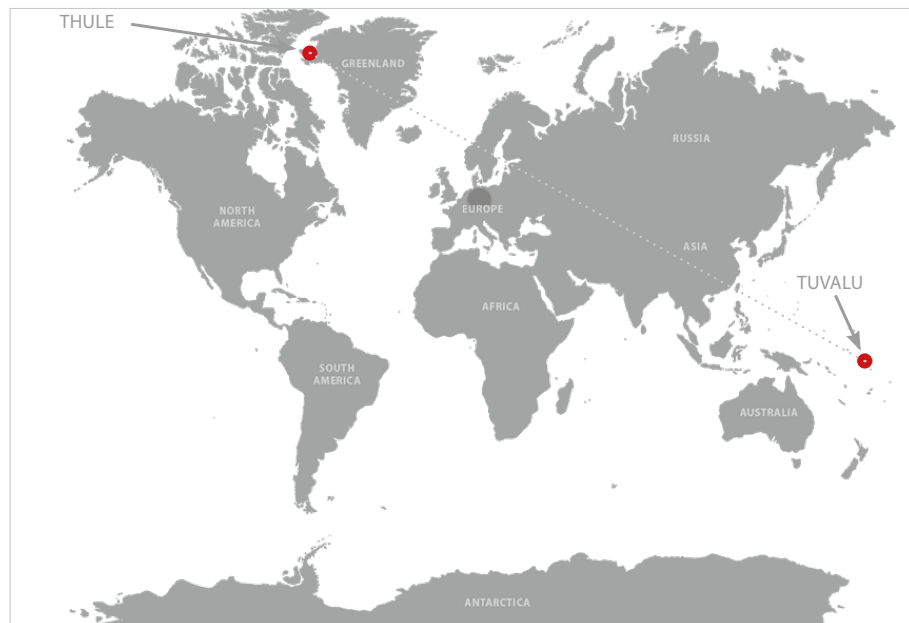 THULE
GREENLAND
RUSSIA
NORTH
AMERICA
EUROPE
ASIA
TUVALU
AFRICA
SOUTH
AMERICA
AUSTRALIA
ANTARCTICA